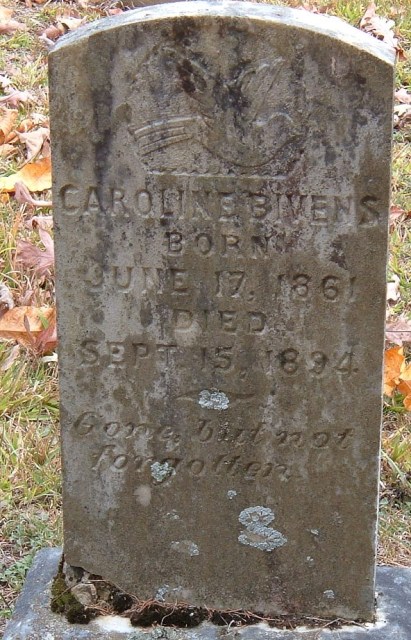 CAROLINE BIVENS
BORN
JUNE 17, 1861
DIED
SEPT. 15, 1894.
Gone, but not
forgotten.